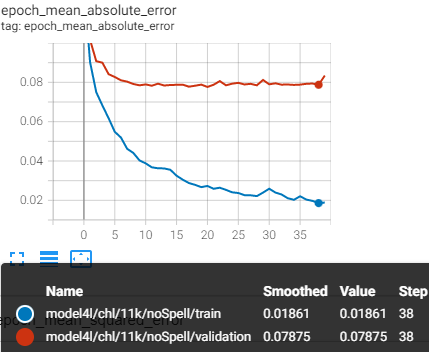 epoch_mean_absolute_error
tag: epoch_mean_absolute_error
0.08
0.06
0.04
0.02
0 5 10 15 20 25 30 35
Name Smoothed Value Step
model4l/chl/11k/noSpell/train 0.01861 0.01861 38
epoch_mean_squared_error
model4l/chl/11k/noSpell/validation 0.07875 0.07875 38